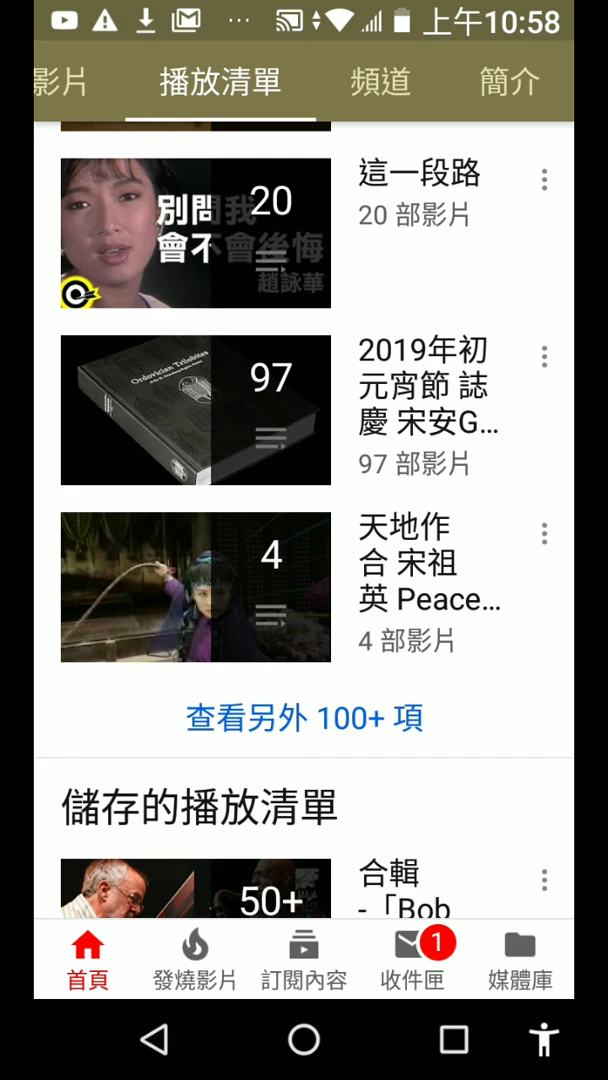 上午10:58
影片 播放清單 頻道 簡介
別問我
會不會後悔
趙詠華
20
這一段路
20 部影片
Ordovician Trilobites
97
2019年初
元宵節 誌
慶 宋安G…
97 部影片
4
天地作
合 宋祖
英 Peace…
4 部影片
查看另外 100+ 項
儲存的播放清單
50+
合輯
-「Bob
1
首頁 發燒影片 訂閱內容 收件匣 媒體庫